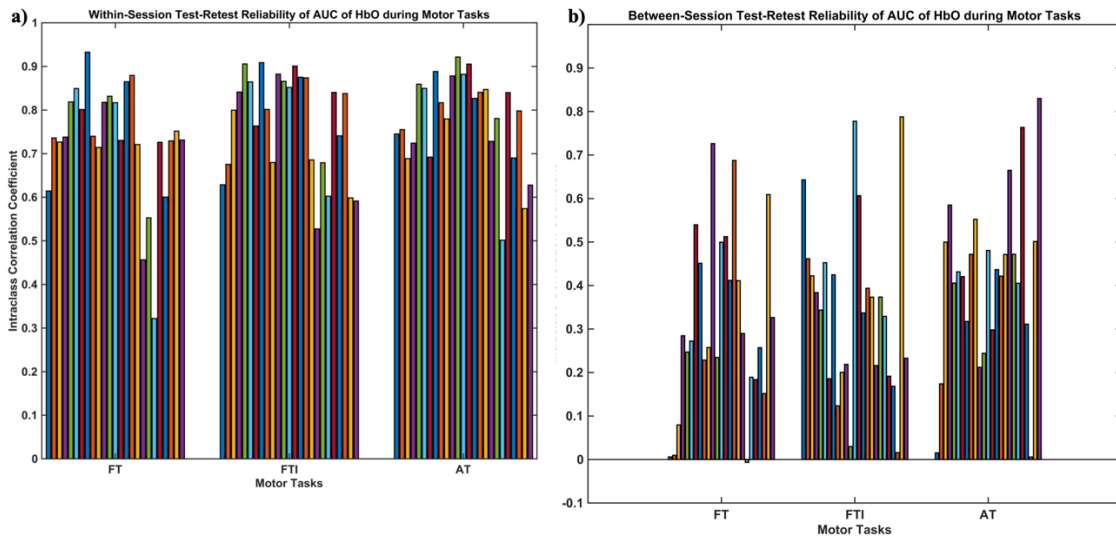 a)
Within-Session Test-Retest Reliability of AUC of HbO during Motor Tasks
1
0.9
0.8
0.7
0.6
0.5
0.4
0.3
0.2
0.1
0
Intraclass Correlation Coefficient
FT FTI AT
Motor Tasks
b)
Between-Session Test-Retest Reliability of AUC of HbO during Motor Tasks
0.9
0.8
0.7
0.6
0.5
0.4
0.3
0.2
0.1
0
-0.1
FT FTI AT
Motor Tasks